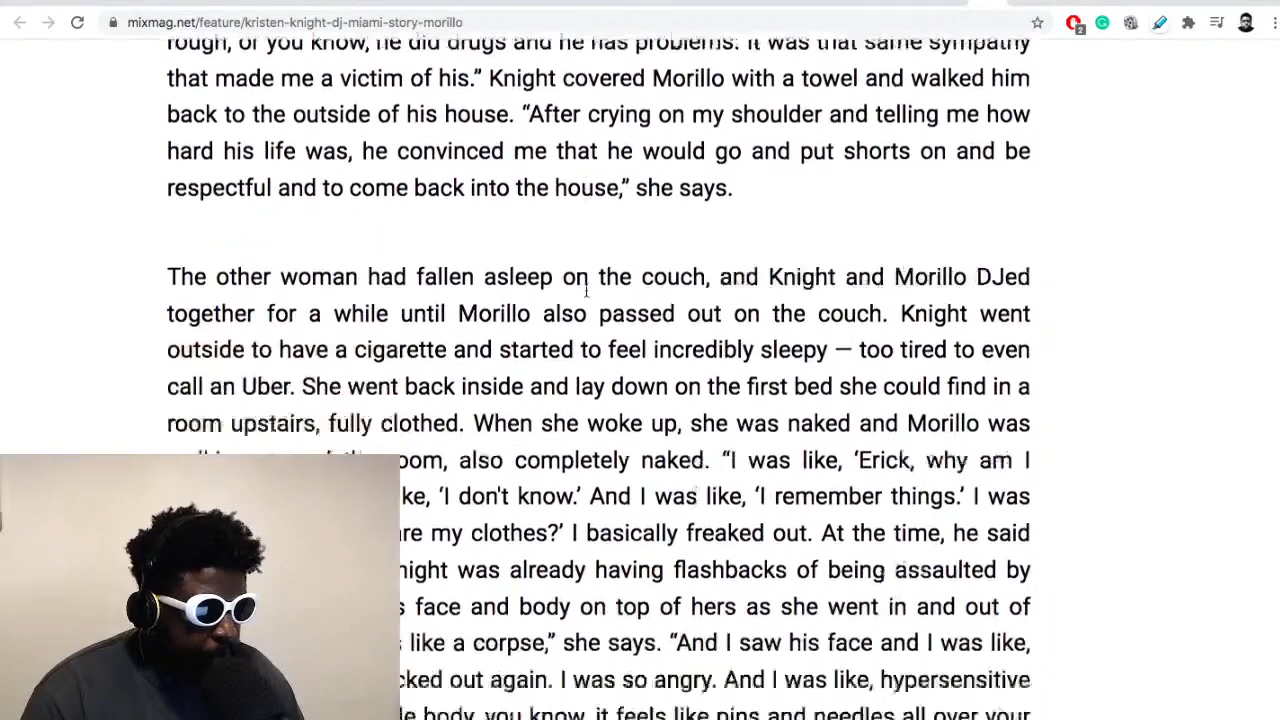 mixmag.net/feature/kristen-knight-dj-miami-story-morillo
2
rough, or you know, he did drugs and he has problems. It was that same sympathy
that made me a victim of his.” Knight covered Morillo with a towel and walked him
back to the outside of his house. “After crying on my shoulder and telling me how
hard his life was, he convinced me that he would go and put shorts on and be
respectful and to come back into the house,” she says.
The other woman had fallen asleep on the couch, and Knight and Morillo DJed
together for a while until Morillo also passed out on the couch. Knight went
outside to have a cigarette and started to feel incredibly sleepy — too tired to even
call an Uber. She went back inside and lay down on the first bed she could find in a
room upstairs, fully clothed. When she woke up, she was naked and Morillo was
room, also completely naked. “I was like, ‘Erick, why am I
‘I don't know.’ And I was like, ‘I remember things.’ I was
my clothes?’ I basically freaked out. At the time, he said
was already having flashbacks of being assaulted by
face and body on top of hers as she went in and out of
like a corpse,” she says. “And I saw his face and I was like,
out again. I was so angry. And I was like, hypersensitive
body, you know, it feels like pins and needles all over your